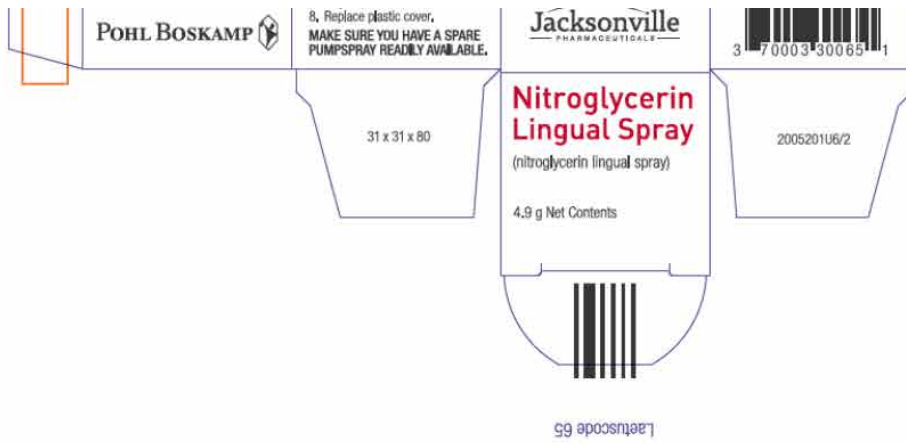 POHL BOSKAMP
8. Replace plastic cover.
MAKE SURE YOU HAVE A SPARE
PUMPSPRAY READILY AVAILABLE.
Jacksonville
PHARMACEUTICALS
3 70003 30065 1
31 x 31 x 80
Nitroglycerin
Lingual Spray
(nitroglycerin lingual spray)
4.9 g Net Contents
2005201U6/2
Laetuscode 65